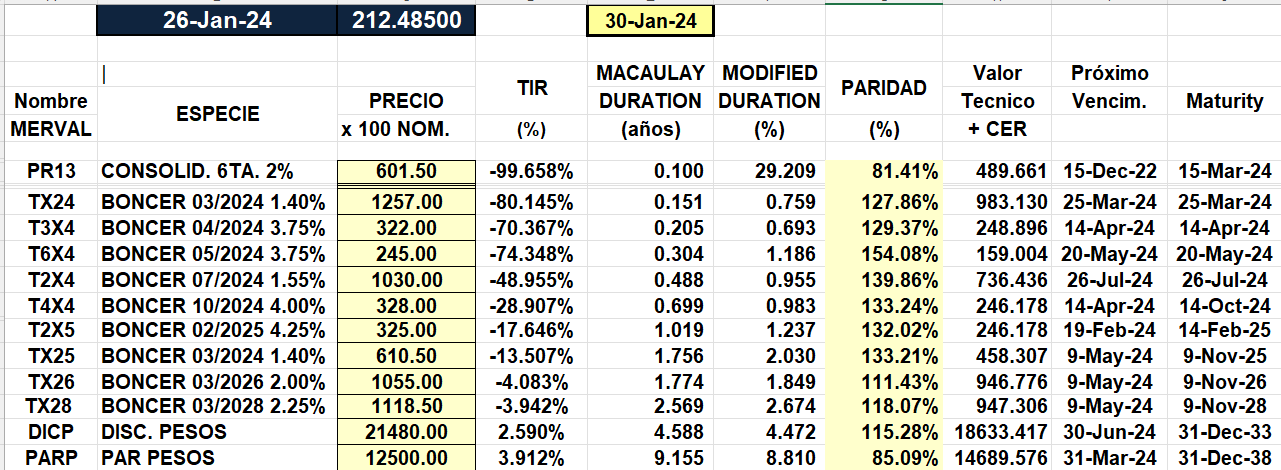 26-Jan-24 212.48500 30-Jan-24
MACAULAY MODIFIED Valor Próximo
TIR PARIDAD
Nombre PRECIO DURATION DURATION Tecnico Vencim. Maturity
ESPECIE
MERVAL x 100 NOM. (%) (años) (%) (%) + CER
PR13 CONSOLID. 6TA. 2% 601.50 -99.658% 0.100 29.209 81.41% 489.661 15-Dec-22 15-Mar-24
TX24 BONCER 03/2024 1.40% 1257.00 -80.145% 0.151 0.759 127.86% 983.130 25-Mar-24 25-Mar-24
T3X4 BONCER 04/2024 3.75% 322.00 -70.367% 0.205 0.693 129.37% 248.896 14-Apr-24 14-Apr-24
T6X4 BONCER 05/2024 3.75% 245.00 -74.348% 0.304 1.186 154.08% 159.004 20-May-24 20-May-24
T2X4 BONCER 07/2024 1.55% 1030.00 -48.955% 0.488 0.955 139.86% 736.436 26-Jul-24 26-Jul-24
T4X4 BONCER 10/2024 4.00% 328.00 -28.907% 0.699 0.983 133.24% 246.178 14-Apr-24 14-Oct-24
T2X5 BONCER 02/2025 4.25% 325.00 -17.646% 1.019 1.237 132.02% 246.178 19-Feb-24 14-Feb-25
TX25 BONCER 03/2024 1.40% 610.50 -13.507% 1.756 2.030 133.21% 458.307 9-May-24 9-Nov-25
TX26 BONCER 03/2026 2.00% 1055.00 -4.083% 1.774 1.849 111.43% 946.776 9-May-24 9-Nov-26
TX28 BONCER 03/2028 2.25% 1118.50 -3.942% 2.569 2.674 118.07% 947.306 9-May-24 9-Nov-28
DICP DISC. PESOS 21480.00 2.590% 4.588 4.472 115.28% 18633.417 30-Jun-24 31-Dec-33
PARP PAR PESOS 12500.00 3.912% 9.155 8.810 85.09% 14689.576 31-Mar-24 31-Dec-38